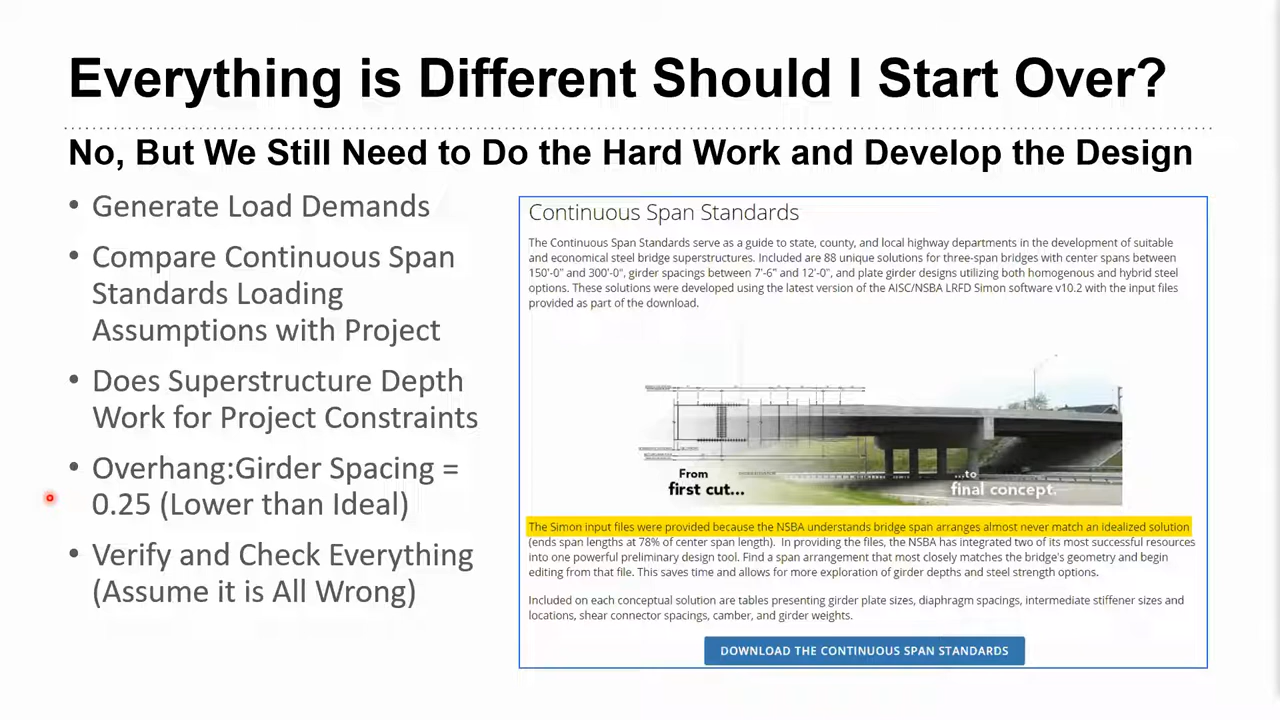 Everything is Different Should I Start Over?
No, But We Still Need to Do the Hard Work and Develop the Design
• Generate Load Demands
• Compare Continuous Span
Standards Loading
Assumptions with Project
• Does Superstructure Depth
Work for Project Constraints
• Overhang:Girder Spacing =
0.25 (Lower than Ideal)
• Verify and Check Everything
(Assume it is All Wrong)
Continuous Span Standards
The Continuous Span Standards serve as a guide to state, county, and local highway departments in the development of suitable
and economical steel bridge superstructures. Included are 88 unique solutions for three-span bridges with center spans between
150'-0" and 300'-0", girder spacings between 7'-6" and 12'-0", and plate girder designs utilizing both homogenous and hybrid steel
options. These solutions were developed using the latest version of the AISC/NSBA LRFD Simon software v10.2 with the input files
provided as part of the download.
From
first cut...
...to
final concept.
The Simon input files were provided because the NSBA understands bridge span arranges almost never match an idealized solution
(ends span lengths at 78% of center span length). In providing the files, the NSBA has integrated two of its most successful resources
into one powerful preliminary design tool. Find a span arrangement that most closely matches the bridge's geometry and begin
editing from that file. This saves time and allows for more exploration of girder depths and steel strength options.
Included on each conceptual solution are tables presenting girder plate sizes, diaphragm spacings, intermediate stiffener sizes and
locations, shear connector spacings, camber, and girder weights.
DOWNLOAD THE CONTINUOUS SPAN STANDARDS